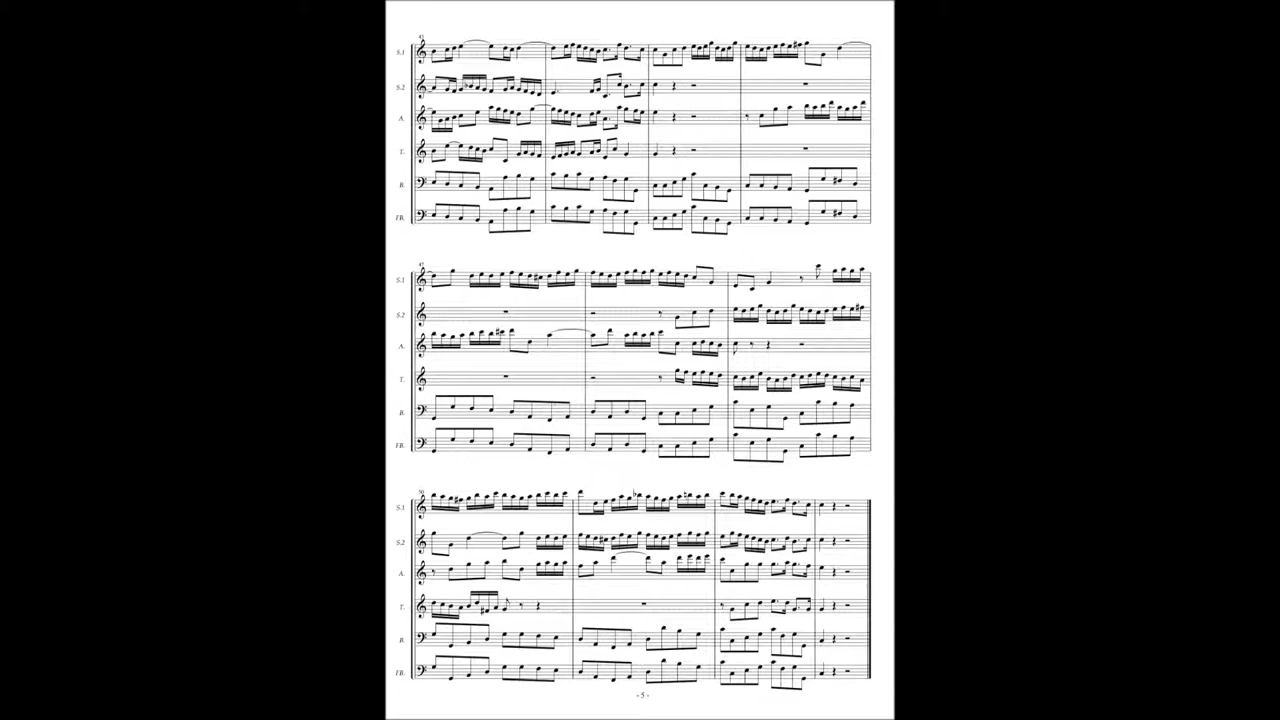 S.1
S.2
A.
T.
B.
FB.
S.1
S.2
A.
T.
B.
FB.
S.1
S.2
A.
T.
B.
FB.
- 5 -